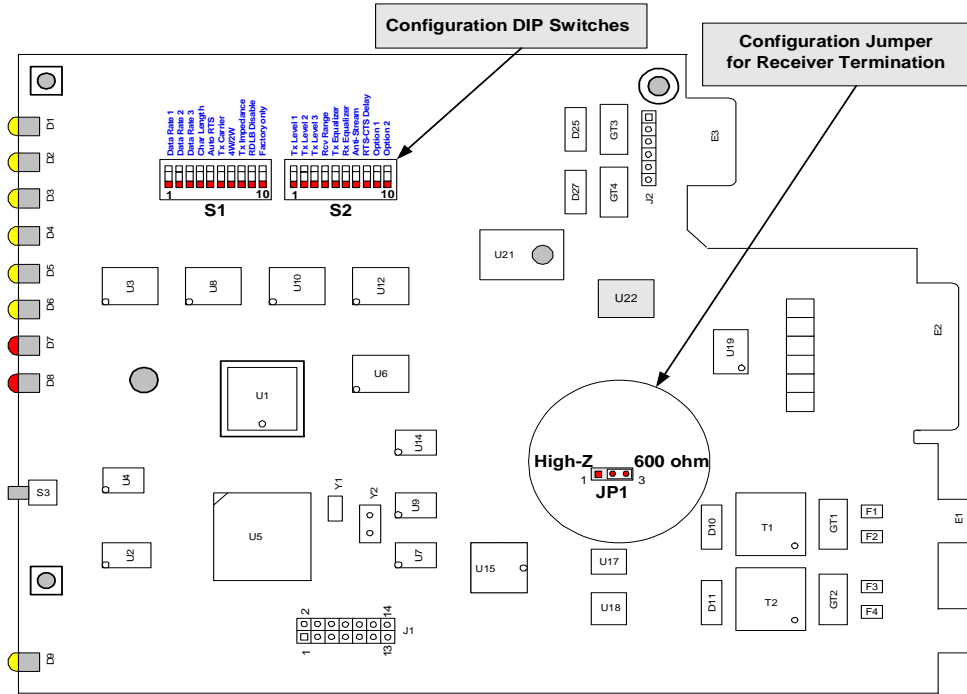 Configuration DIP Switches
Configuration Jumper
for Receiver Termination
Data Rate 1
Data Rate 2
Data Rate 3
Char Length
Auto RTS
Tx Carrier
4W/2W
Tx Impedance
RDLB Disable
Factory only
Tx Level 1
Tx Level 2
Tx Level 3
Rcv Range
Tx Equalizer
Rx Equalizer
Anti-Stream
RTS-CTS Delay
Option 1
Option 2
1 10
S1
1 10
S2
D1
D2
D3
D4
D5
D6
D7
D8
S3
D9
D25
GT3
D27
GT4
J2
E3
U21
U22
U3
U8
U10
U12
U19
E2
U1
U6
U14
High-Z 600 ohm
1 3
JP1
U4
Y1
Y2
U9
U5
U2
U7
U15
U17
U18
D10
T1
GT1
F1
F2
E1
D11
T2
GT2
F3
F4
2 14
J1
1 13